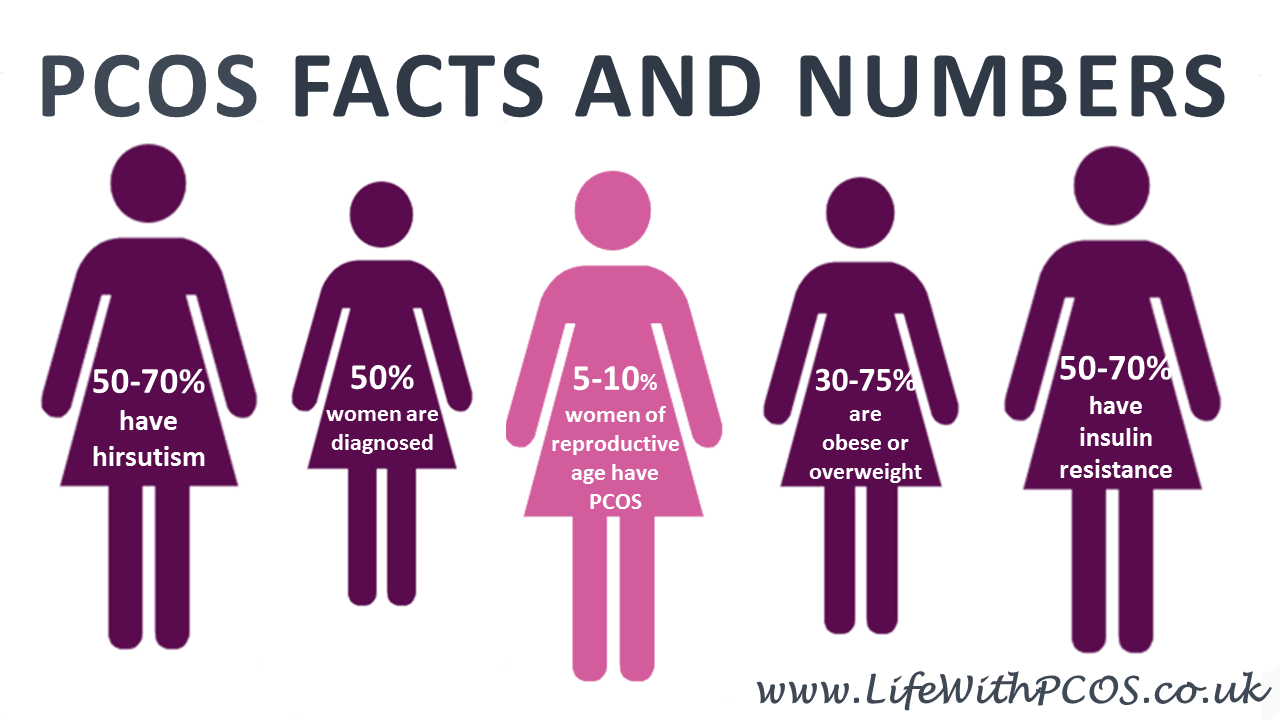 PCOS FACTS AND NUMBERS
50-70%
have
hirsutism
50%
women are
diagnosed
5-10%
women of
reproductive
age have
PCOS
30-75%
are
obese or
overweight
50-70%
have
insulin
resistance
www.LifeWithPCOS.co.uk